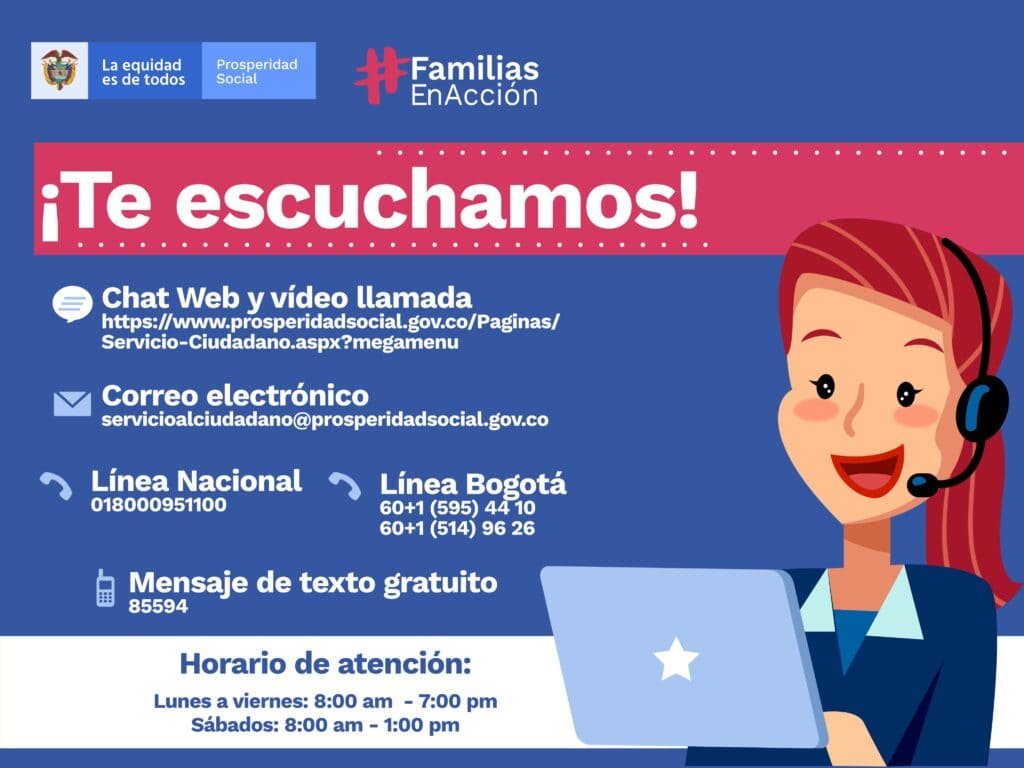 La equidad
es de todos
Prosperidad
Social
#Familias
EnAcción
¡Te escuchamos!
Chat Web y vídeo llamada
https://www.prosperidadsocial.gov.co/Paginas/
Servicio-Ciudadano.aspx?megamenu
Correo electrónico
servicioalciudadano@prosperidadsocial.gov.co
Línea Nacional
018000951100
Línea Bogotá
60+1 (595) 44 10
60+1 (514) 96 26
Mensaje de texto gratuito
85594
Horario de atención:
Lunes a viernes: 8:00 am - 7:00 pm
Sábados: 8:00 am - 1:00 pm